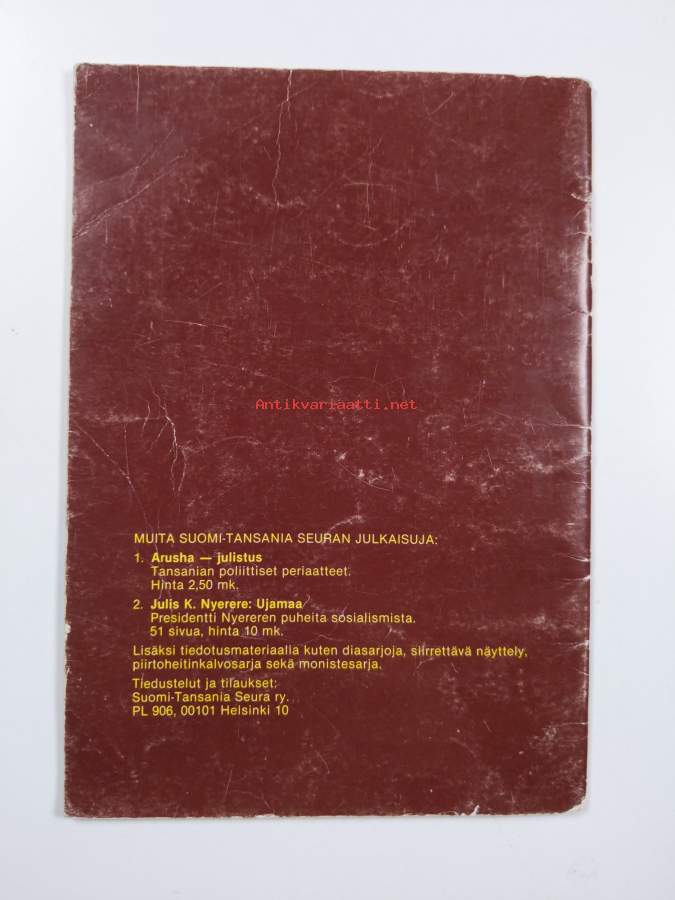 Antikvariaatti.net
MUITA SUOMI-TANSANIA SEURAN JULKAISUJA:
1. Arusha — julistus
Tansanian poliittiset periaatteet.
Hinta 2,50 mk.
2. Julis K. Nyerere: Ujamaa
Presidentti Nyereren puheita sosialismista.
51 sivua, hinta 10 mk.
Lisäksi tiedotusmateriaalla kuten diasarjoja, siirrettävä näyttely,
piirtoheitinkalvosarja sekä monistesarja.
Tiedustelut ja tilaukset:
Suomi-Tansania Seura ry.
PL 906, 00101 Helsinki 10